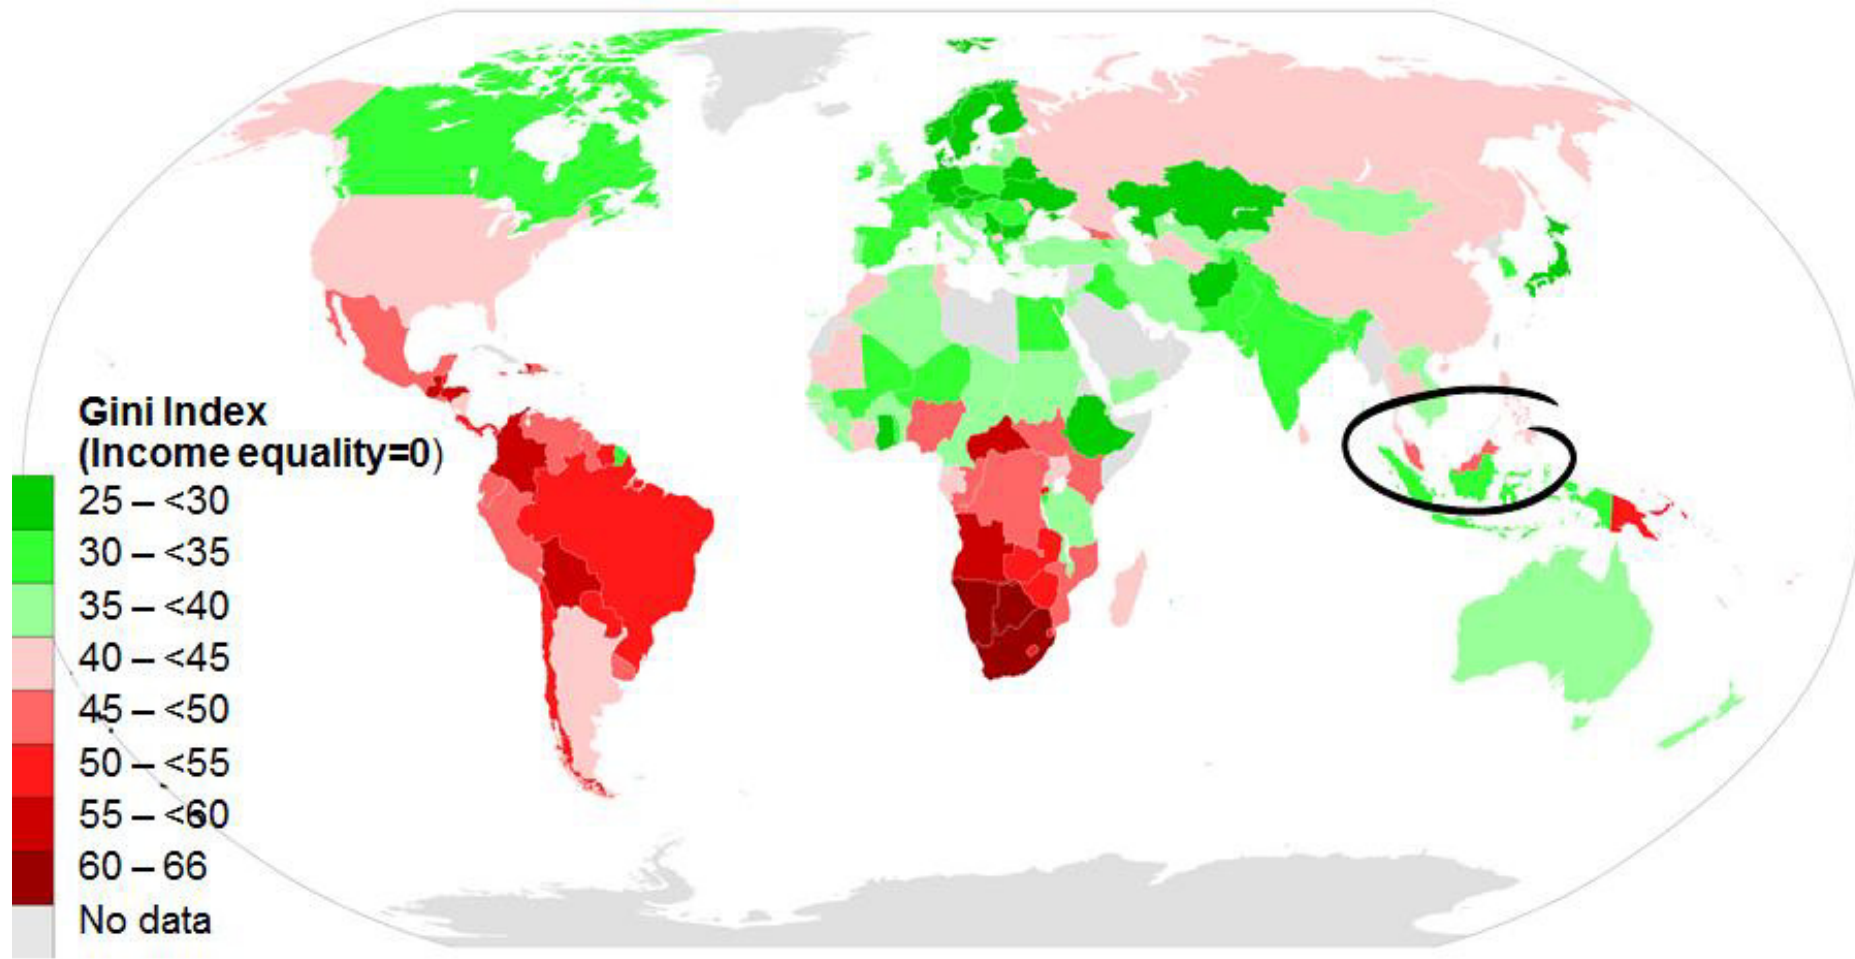 Gini Index
(Income equality=0)
25 – <30
30 – <35
35 – <40
40 – <45
45 – <50
50 – <55
55 – <60
60 – 66
No data